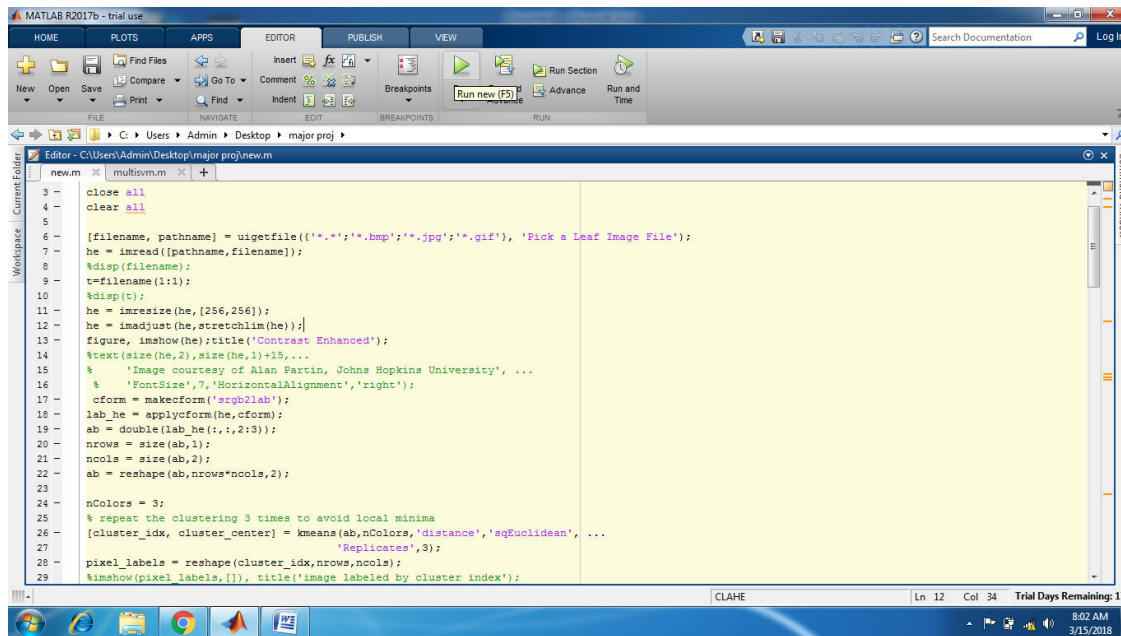 MATLAB R2017b - trial use
HOME PLOTS APPS EDITOR PUBLISH VIEW
Search Documentation Log In
New Open Save
Find Files
Compare
Print
Go To
Find
Insert
Comment
Indent
Breakpoints
Run new (F5)
Advance
Run Section
Advance
Run and Time
FILE NAVIGATE EDIT BREAKPOINTS RUN
C: Users Admin Desktop major proj
Current Folder
Workspace
Editor - C:\Users\Admin\Desktop\major proj\new.m
new.m multisvm.m +
3 - close all
4 - clear all
5
6 - [filename, pathname] = uigetfile({'*.*';'*.bmp';'*.jpg';'*.gif'}, 'Pick a Leaf Image File');
7 - he = imread([pathname,filename]);
8 %disp(filename);
9 - t=filename(1:1);
10 %disp(t);
11 - he = imresize(he,[256,256]);
12 - he = imadjust(he,stretchlim(he));
13 - figure, imshow(he);title('Contrast Enhanced');
14 %text(size(he,2),size(he,1)+15,...
15 % 'Image courtesy of Alan Partin, Johns Hopkins University', ...
16 % 'FontSize',7,'HorizontalAlignment','right');
17 - cform = makecform('srgb2lab');
18 - lab_he = applycform(he,cform);
19 - ab = double(lab_he(:,:,2:3));
20 - nrows = size(ab,1);
21 - ncols = size(ab,2);
22 - ab = reshape(ab,nrows*ncols,2);
23
24 - nColors = 3;
25 % repeat the clustering 3 times to avoid local minima
26 - [cluster_idx, cluster_center] = kmeans(ab,nColors,'distance','sqEuclidean', ...
27 'Replicates',3);
28 - pixel_labels = reshape(cluster_idx,nrows,ncols);
29 %imshow(pixel_labels,[]), title('image labeled by cluster index');
CLAHE Ln 12 Col 34 Trial Days Remaining: 1
8:02 AM
3/15/2018